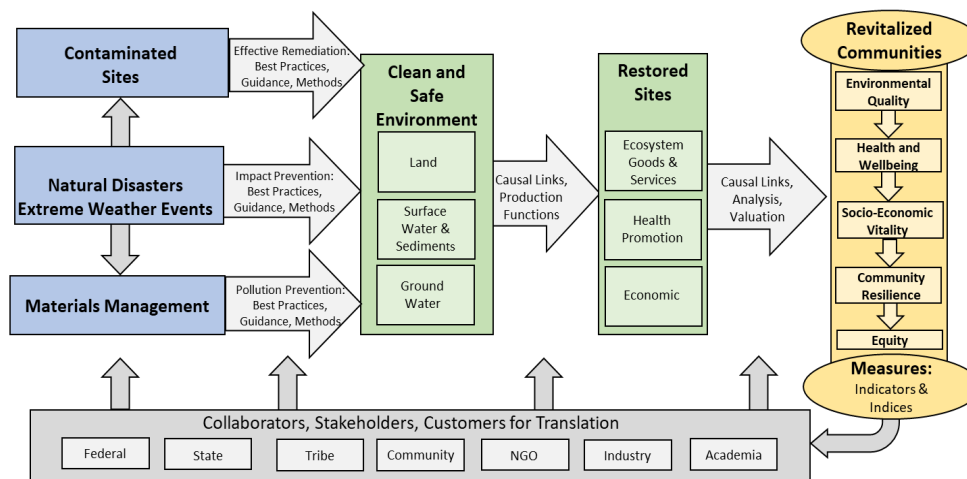 Contaminated
Sites
Effective Remediation:
Best Practices,
Guidance, Methods
Natural Disasters
Extreme Weather Events
Impact Prevention:
Best Practices,
Guidance, Methods
Materials Management
Pollution Prevention:
Best Practices,
Guidance, Methods
Clean and
Safe
Environment
Land
Surface
Water &
Sediments
Ground
Water
Causal Links,
Production
Functions
Restored
Sites
Ecosystem
Goods &
Services
Health
Promotion
Economic
Causal Links,
Analysis,
Valuation
Revitalized
Communities
Environmental
Quality
Health and
Wellbeing
Socio-Economic
Vitality
Community
Resilience
Equity
Measures:
Indicators &
Indices
Collaborators, Stakeholders, Customers for Translation
Federal
State
Tribe
Community
NGO
Industry
Academia